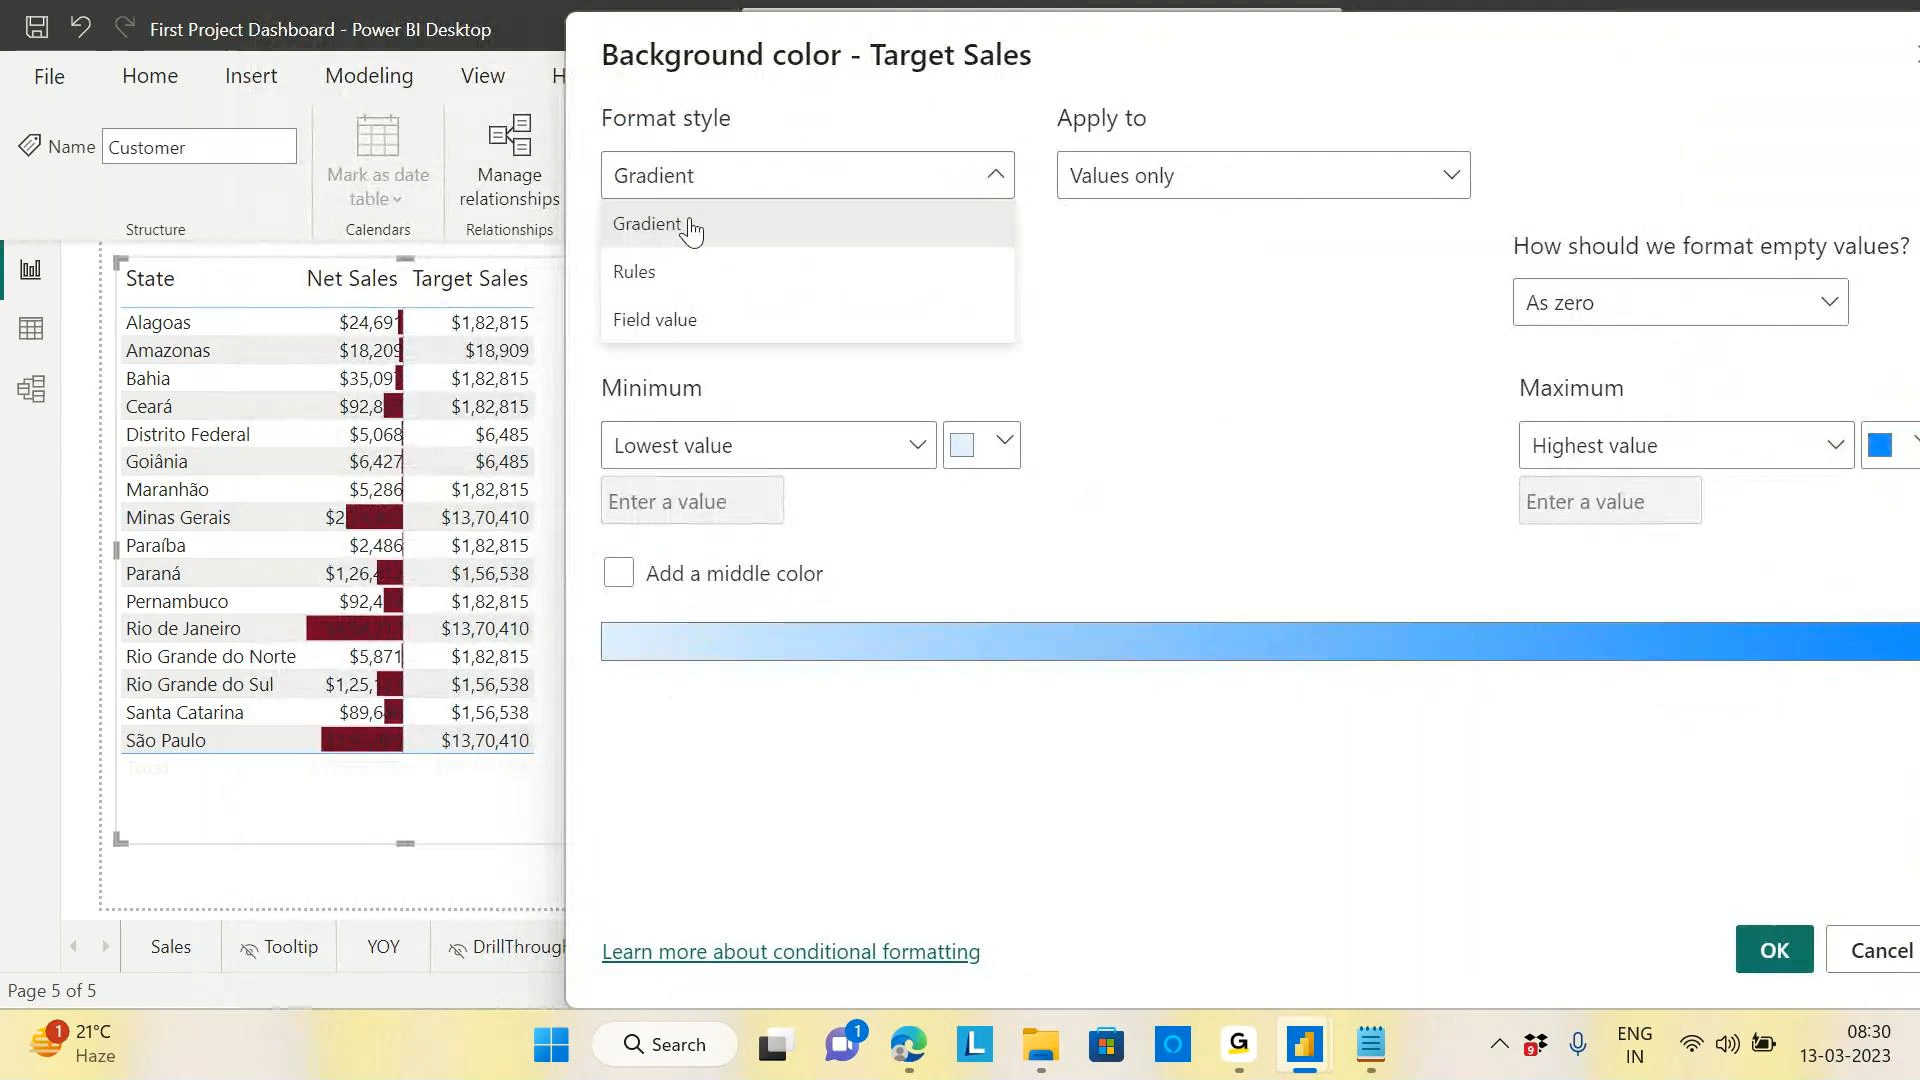 First Project Dashboard - Power BI Desktop
File Home Insert Modeling View H
Name Customer
Mark as date table
Manage relationships
Structure Calendars Relationships
State Net Sales Target Sales
Alagoas $24,691 $1,82,815
Amazonas $18,209 $18,909
Bahia $35,097 $1,82,815
Ceará $92,8 $1,82,815
Distrito Federal $5,068 $6,485
Goiânia $6,427 $6,485
Maranhão $5,286 $1,82,815
Minas Gerais $2 $13,70,410
Paraíba $2,486 $1,82,815
Paraná $1,26,4 $1,56,538
Pernambuco $92,4 $1,82,815
Rio de Janeiro $13,70,410
Rio Grande do Norte $5,871 $1,82,815
Rio Grande do Sul $1,25, $1,56,538
Santa Catarina $89,6 $1,56,538
São Paulo $13,70,410
Total
Sales Tooltip YOY DrillThrough
Page 5 of 5
Background color - Target Sales
Format style Apply to
Gradient Values only
Gradient
Rules
Field value
How should we format empty values?
As zero
Minimum Maximum
Lowest value Highest value
Enter a value Enter a value
Add a middle color
Learn more about conditional formatting
OK Cancel
1 21°C
Haze
Search
1
L
G
9
ENG
IN
08:30
13-03-2023